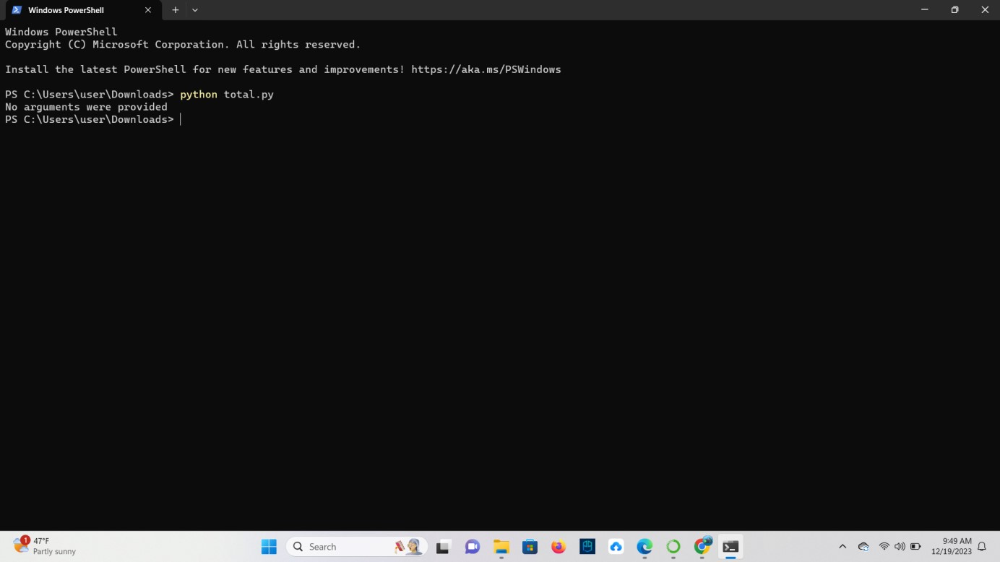 Windows PowerShell
Windows PowerShell
Copyright (C) Microsoft Corporation. All rights reserved.
Install the latest PowerShell for new features and improvements! https://aka.ms/PSWindows
PS C:\Users\user\Downloads> python total.py
No arguments were provided
PS C:\Users\user\Downloads>
1
47°F
Partly sunny
Search
9:49 AM
12/19/2023